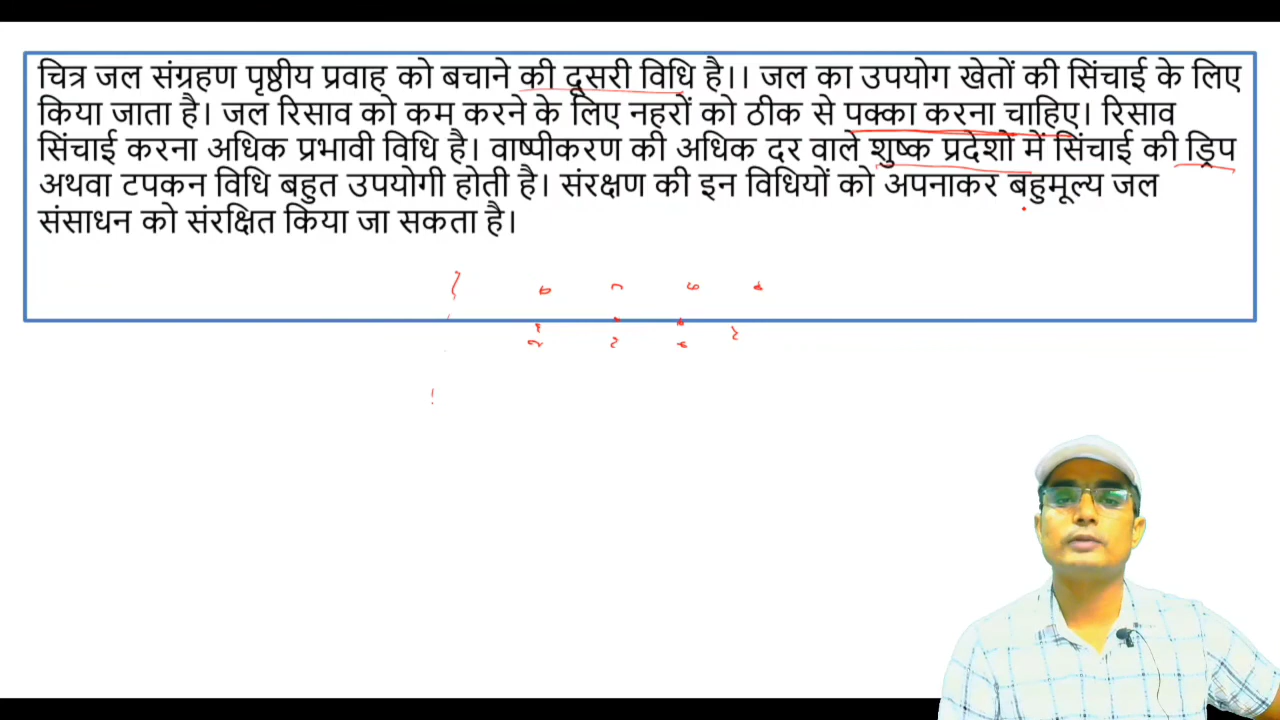 चित्र जल संग्रहण पृष्ठीय प्रवाह को बचाने की दूसरी विधि है।। जल का उपयोग खेतों की सिंचाई के लिए
किया जाता है। जल रिसाव को कम करने के लिए नहरों को ठीक से पक्का करना चाहिए। रिसाव
सिंचाई करना अधिक प्रभावी विधि है। वाष्पीकरण की अधिक दर वाले शुष्क प्रदेशों में सिंचाई की ड्रिप
अथवा टपकन विधि बहुत उपयोगी होती है। संरक्षण की इन विधियों को अपनाकर बहुमूल्य जल
संसाधन को संरक्षित किया जा सकता है।